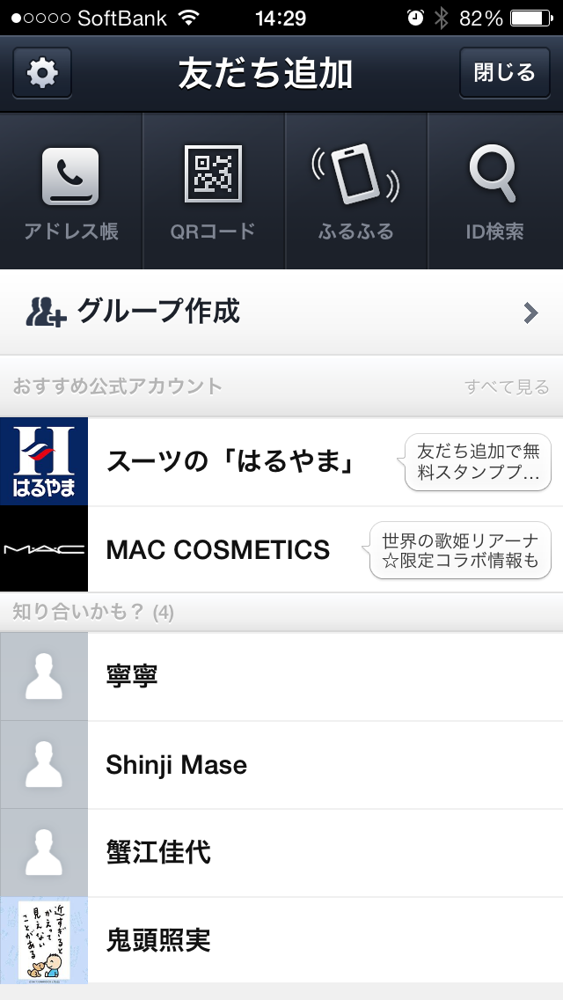 SoftBank 14:29 82%
友だち追加
閉じる
アドレス帳
QRコード
ふるふる
ID検索
グループ作成
おすすめ公式アカウント
すべて見る
はるやま
スーツの「はるやま」
友だち追加で無
料スタンププ...
MAC
MAC COSMETICS
世界の歌姫リアーナ
☆限定コラボ情報も
知り合いかも？ (4)
寧寧
Shinji Mase
蟹江佳代
近すぎると
かえって
見えない
ことがある
鬼頭照実